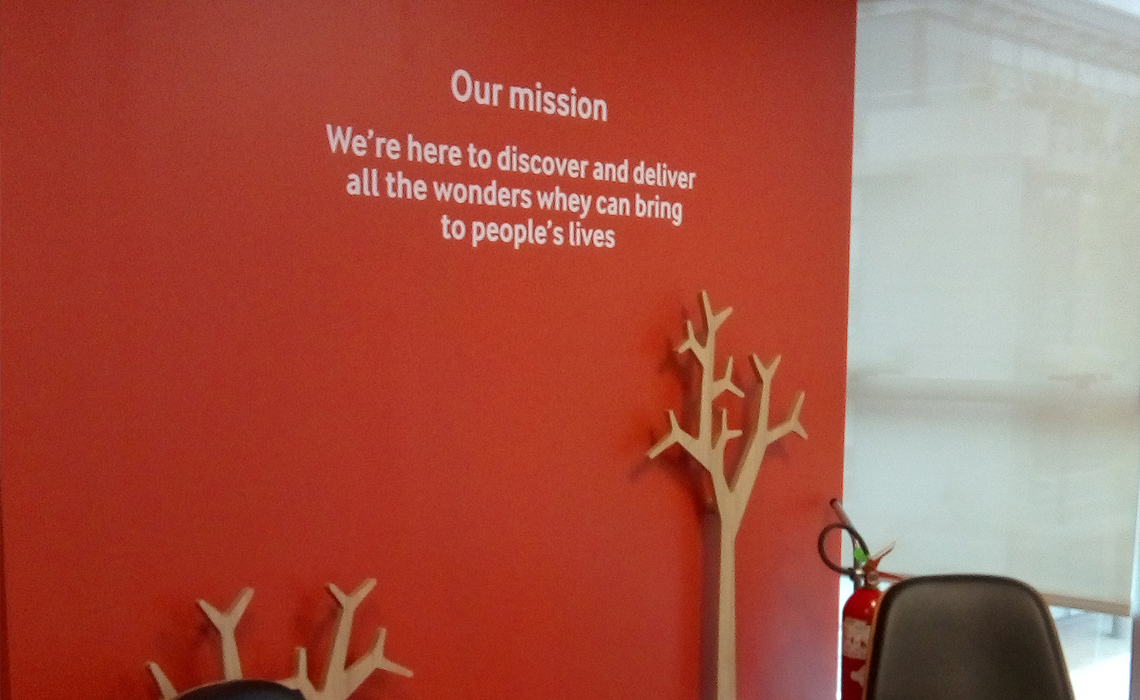 Our mission
We're here to discover and deliver
all the wonders whey can bring
to people's lives